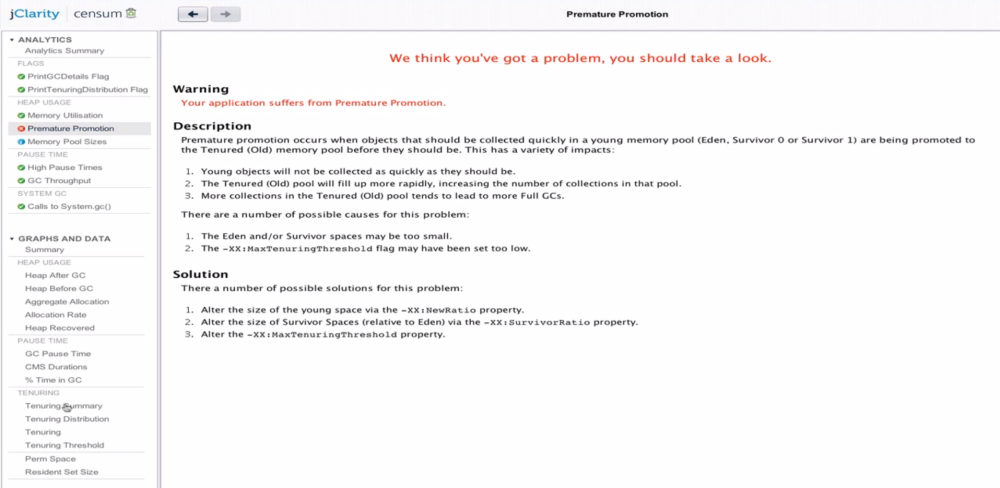 jClarity censum
Premature Promotion
ANALYTICS
Analytics Summary
FLAGS
PrintGCDetails Flag
PrintTenuringDistribution Flag
HEAP USAGE
Memory Utilisation
Premature Promotion
Memory Pool Sizes
PAUSE TIME
High Pause Times
GC Throughput
SYSTEM GC
Calls to System.gc()
GRAPHS AND DATA
Summary
HEAP USAGE
Heap After GC
Heap Before GC
Aggregate Allocation
Allocation Rate
Heap Recovered
PAUSE TIME
GC Pause Time
CMS Durations
% Time in GC
TENURING
Tenuring Summary
Tenuring Distribution
Tenuring
Tenuring Threshold
Perm Space
Resident Set Size
We think you've got a problem, you should take a look.
Warning
Your application suffers from Premature Promotion.
Description
Premature promotion occurs when objects that should be collected quickly in a young memory pool (Eden, Survivor 0 or Survivor 1) are being promoted to
the Tenured (Old) memory pool before they should be. This has a variety of impacts:
1. Young objects will not be collected as quickly as they should be.
2. The Tenured (Old) pool will fill up more rapidly, increasing the number of collections in that pool.
3. More collections in the Tenured (Old) pool tends to lead to more Full GCs.
There are a number of possible causes for this problem:
1. The Eden and/or Survivor spaces may be too small.
2. The -XX:MaxTenuringThreshold flag may have been set too low.
Solution
There a number of possible solutions for this problem:
1. Alter the size of the young space via the -XX:NewRatio property.
2. Alter the size of Survivor Spaces (relative to Eden) via the -XX:SurvivorRatio property.
3. Alter the -XX:MaxTenuringThreshold property.